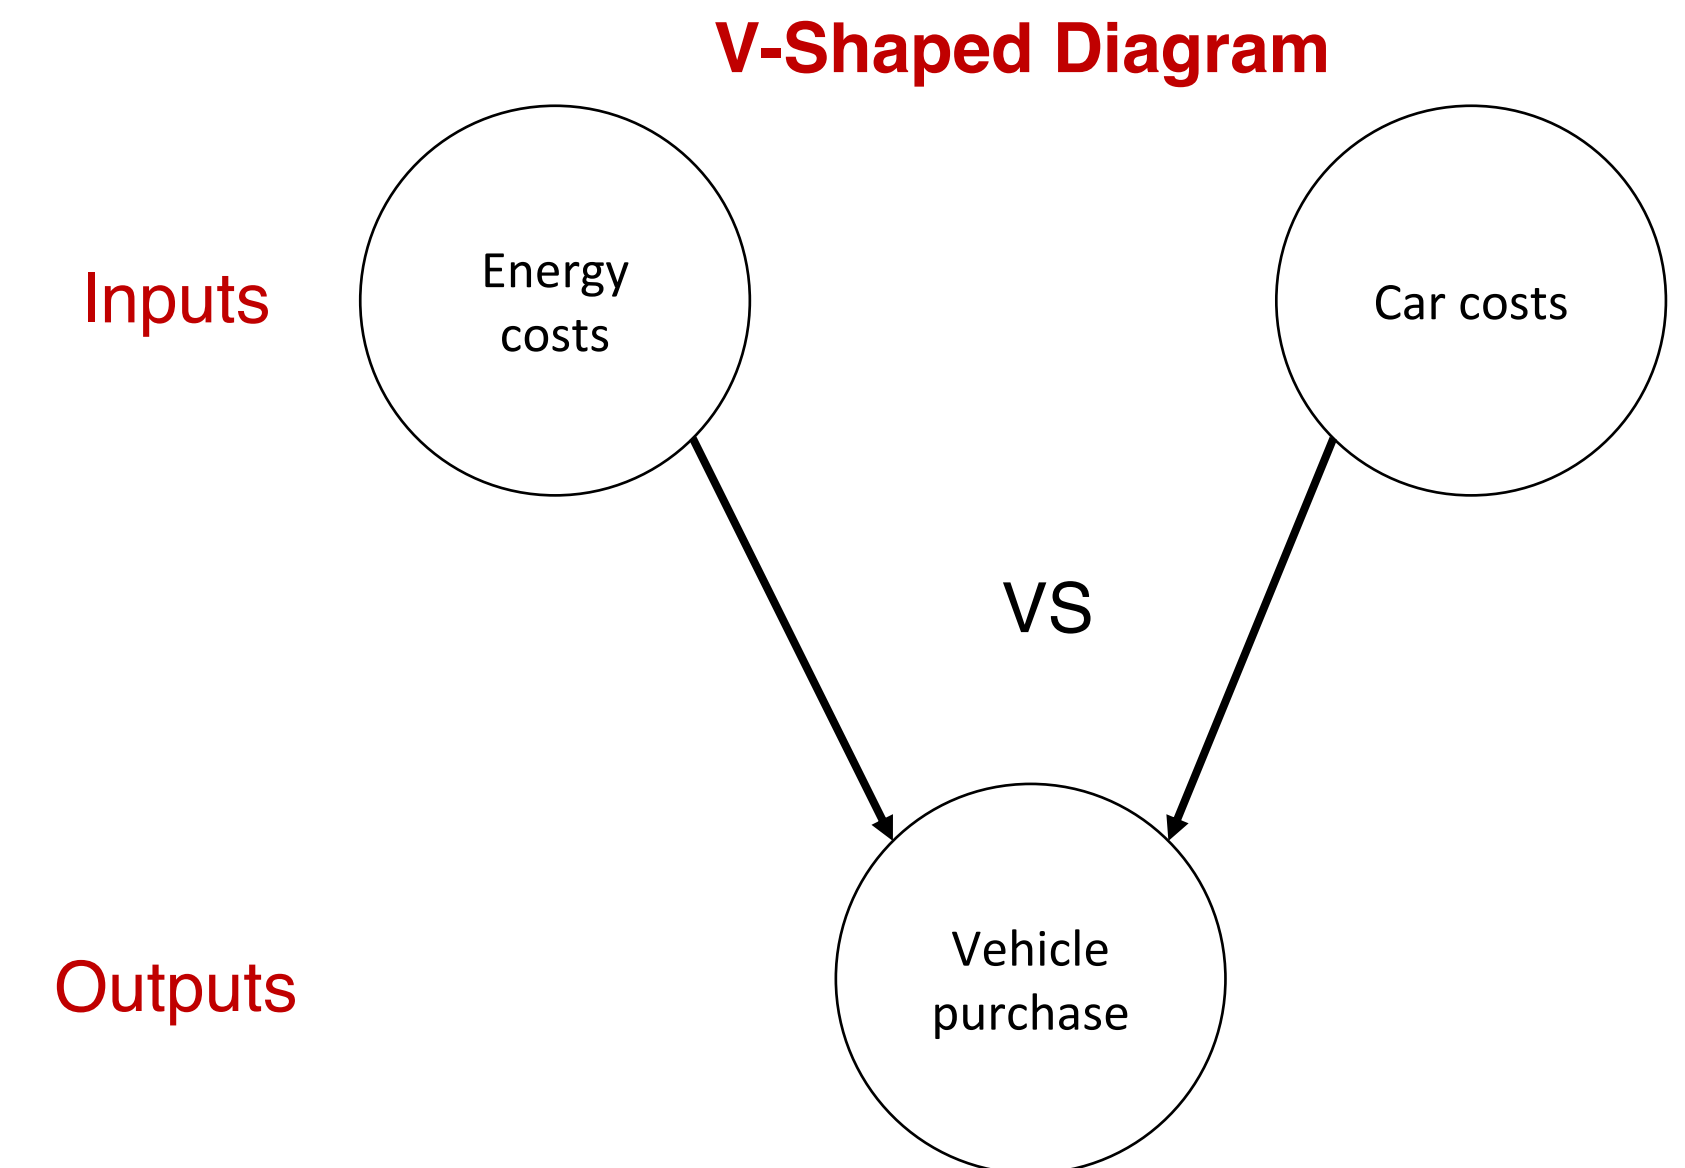 V-Shaped Diagram
Inputs
Energy
costs
Car costs
VS
Outputs
Vehicle
purchase